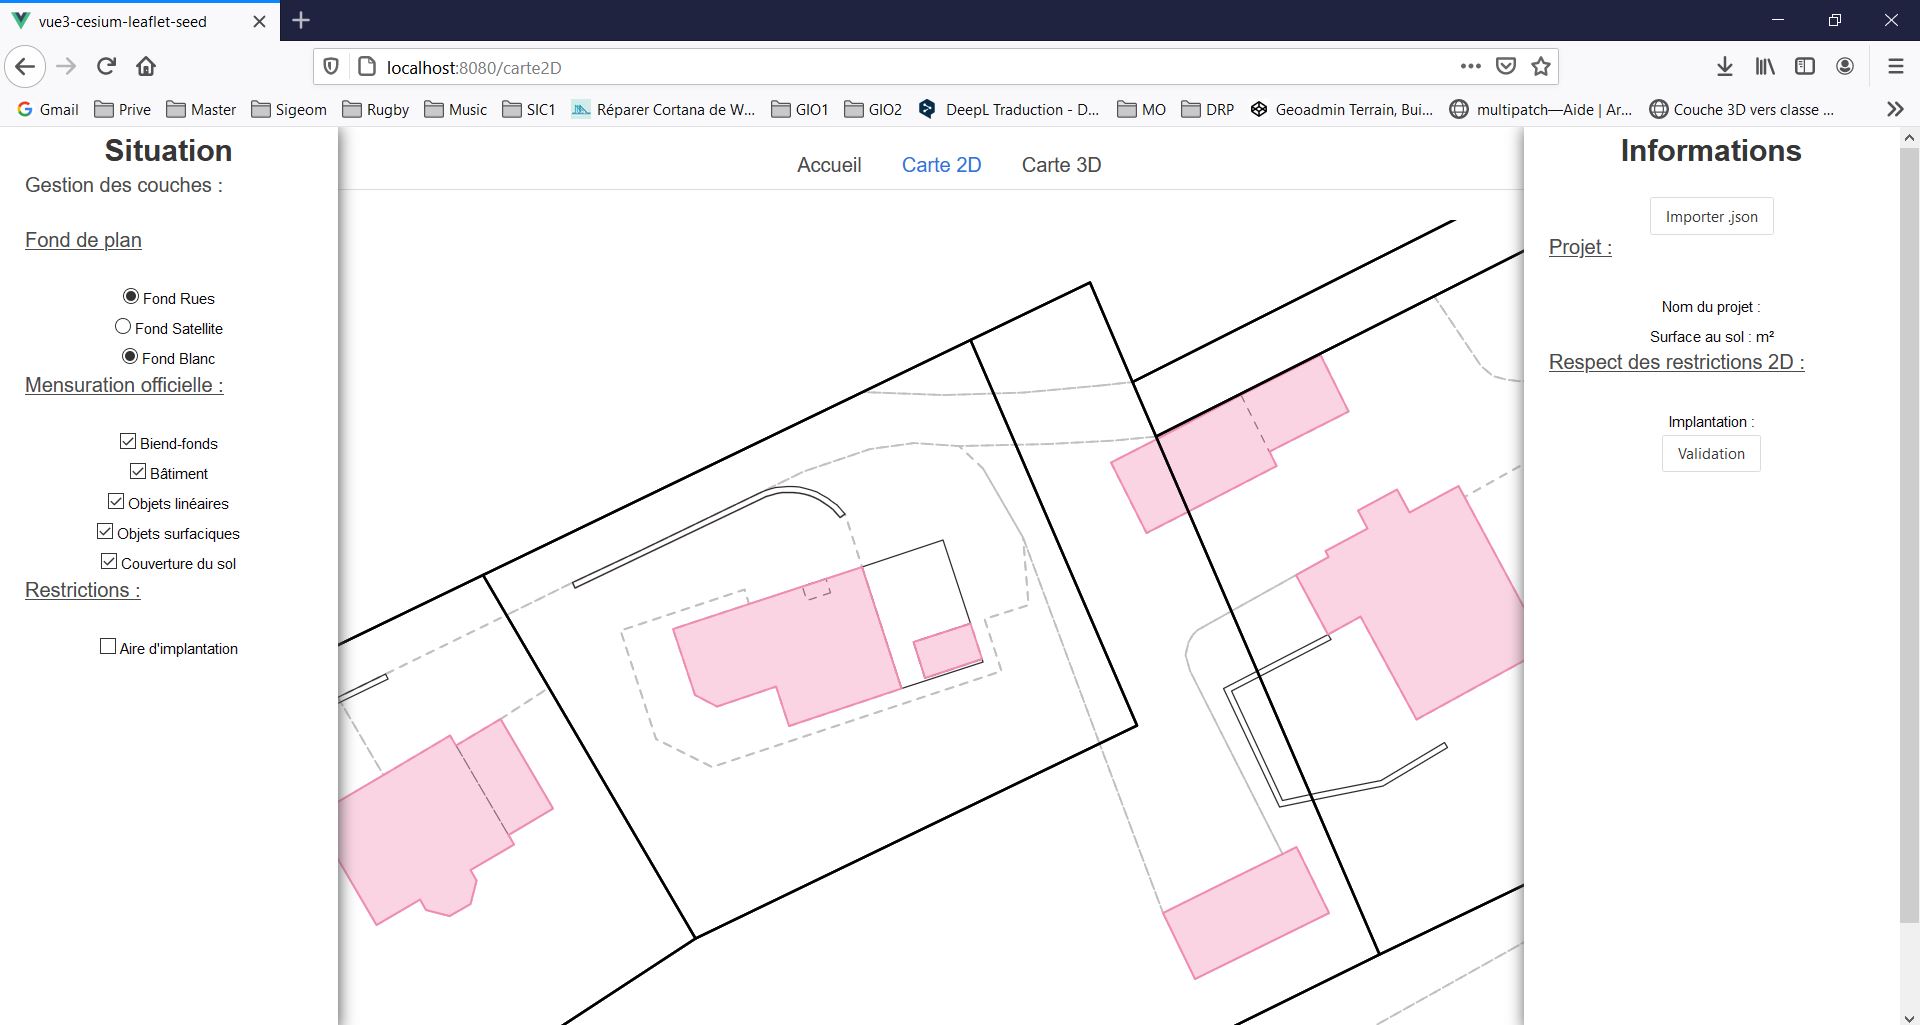 vue3-cesium-leaflet-seed
localhost:8080/carte2D
Gmail Prive Master Sigeom Rugby Music SIC1 Réparer Cortana de W... GIO1 GIO2 DeepL Traduction - D... MO DRP Geoadmin Terrain, Bui... multipatch—Aide | Ar... Couche 3D vers classe ...
Situation
Gestion des couches :
Fond de plan
Fond Rues
Fond Satellite
Fond Blanc
Mensuration officielle :
Biend-fonds
Bâtiment
Objets linéaires
Objets surfaciques
Couverture du sol
Restrictions :
Aire d'implantation
Accueil Carte 2D Carte 3D
Informations
Importer .json
Projet :
Nom du projet :
Surface au sol : m²
Respect des restrictions 2D :
Implantation :
Validation